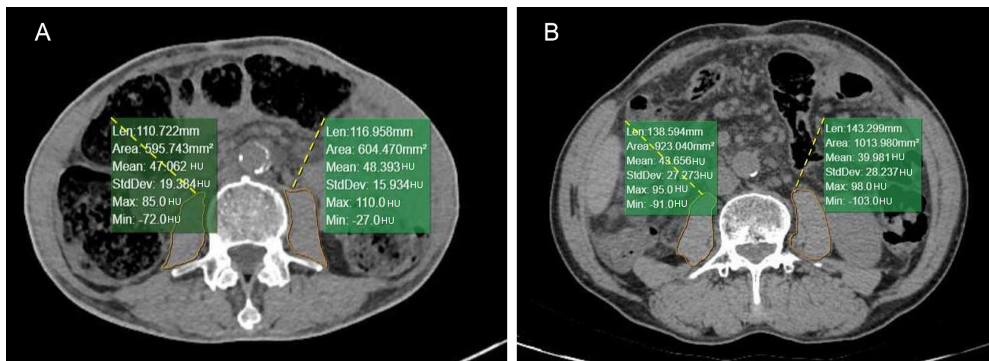 A
Len:110.722mm
Area: 595.743mm²
Mean: 47.062 HU
StdDev: 19.384 HU
Max: 85.0 HU
Min: -72.0 HU
Len:116.958mm
Area: 604.470mm²
Mean: 48.393 HU
StdDev: 15.934 HU
Max: 110.0 HU
Min: -27.0 HU
B
Len:138.594mm
Area: 923.040mm²
Mean: 43.656 HU
StdDev: 27.273 HU
Max: 95.0 HU
Min: -91.0 HU
Len:143.299mm
Area: 1013.980mm²
Mean: 39.981 HU
StdDev: 28.237 HU
Max: 98.0 HU
Min: -103.0 HU